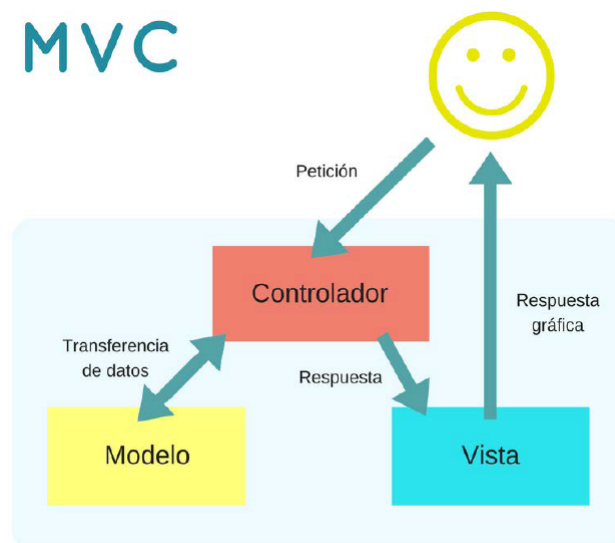 MVC
Petición
Controlador
Respuesta
gráfica
Transferencia
de datos
Respuesta
Modelo
Vista